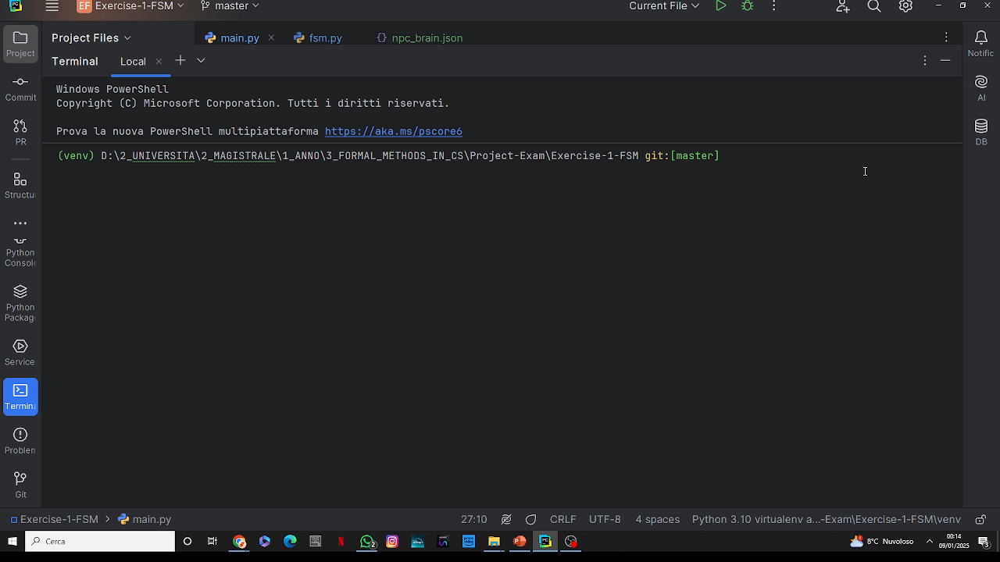 EF Exercise-1-FSM master Current File
Project Project Files main.py fsm.py {} npc_brain.json Notific
Terminal Local
Windows PowerShell
Copyright (C) Microsoft Corporation. Tutti i diritti riservati.
Prova la nuova PowerShell multipiattaforma https://aka.ms/pscore6
(venv) D:\2_UNIVERSITA\2_MAGISTRALE\1_ANNO\3_FORMAL_METHODS_IN_CS\Project-Exam\Exercise-1-FSM git:[master]
Commit
PR
Structu
Python
Console
Python
Packag
Service
Termina
Problem
Git
AI
DB
Exercise-1-FSM > main.py 27:10 CRLF UTF-8 4 spaces Python 3.10 virtualenv a...-Exam\Exercise-1-FSM\venv
Cerca 8°C Nuvoloso 00:14
09/01/2025